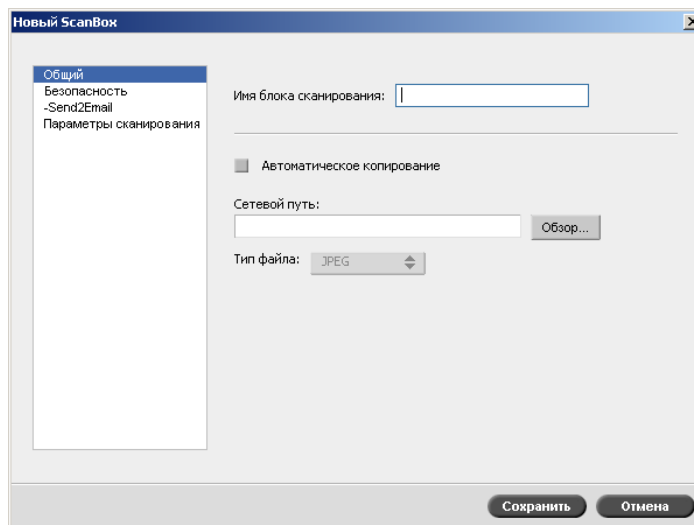 Новый ScanBox
Общий
Безопасность
-Send2Email
Параметры сканирования
Имя блока сканирования:
Автоматическое копирование
Сетевой путь:
Обзор...
Тип файла: JPEG
Сохранить Отмена